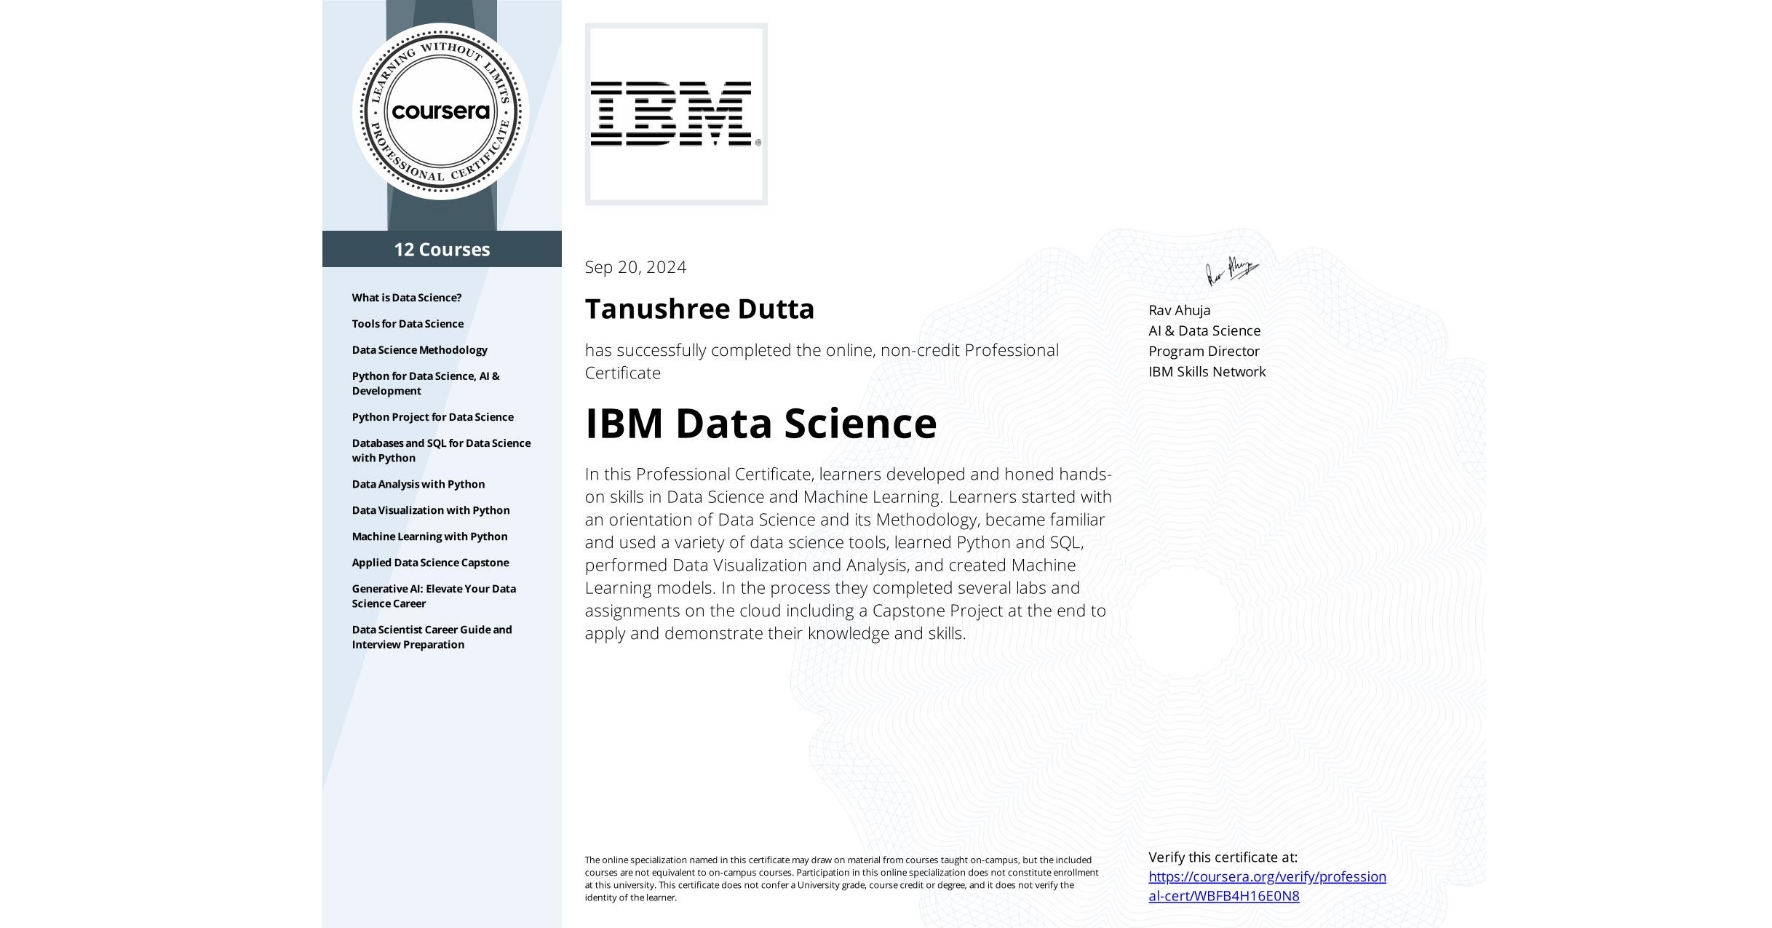 LEARNING WITHOUT LIMITS
coursera
PROFESSIONAL CERTIFICATE
12 Courses
What is Data Science?
Tools for Data Science
Data Science Methodology
Python for Data Science, AI &
Development
Python Project for Data Science
Databases and SQL for Data Science
with Python
Data Analysis with Python
Data Visualization with Python
Machine Learning with Python
Applied Data Science Capstone
Generative AI: Elevate Your Data
Science Career
Data Scientist Career Guide and
Interview Preparation
IBM®
Sep 20, 2024
Tanushree Dutta
has successfully completed the online, non-credit Professional
Certificate
IBM Data Science
In this Professional Certificate, learners developed and honed hands-
on skills in Data Science and Machine Learning. Learners started with
an orientation of Data Science and its Methodology, became familiar
and used a variety of data science tools, learned Python and SQL,
performed Data Visualization and Analysis, and created Machine
Learning models. In the process they completed several labs and
assignments on the cloud including a Capstone Project at the end to
apply and demonstrate their knowledge and skills.
The online specialization named in this certificate may draw on material from courses taught on-campus, but the included
courses are not equivalent to on-campus courses. Participation in this online specialization does not constitute enrollment
at this university. This certificate does not confer a University grade, course credit or degree, and it does not verify the
identity of the learner.
Rav Ahuja
Rav Ahuja
AI & Data Science
Program Director
IBM Skills Network
Verify this certificate at:
https://coursera.org/verify/profession
al-cert/WBFB4H16E0N8